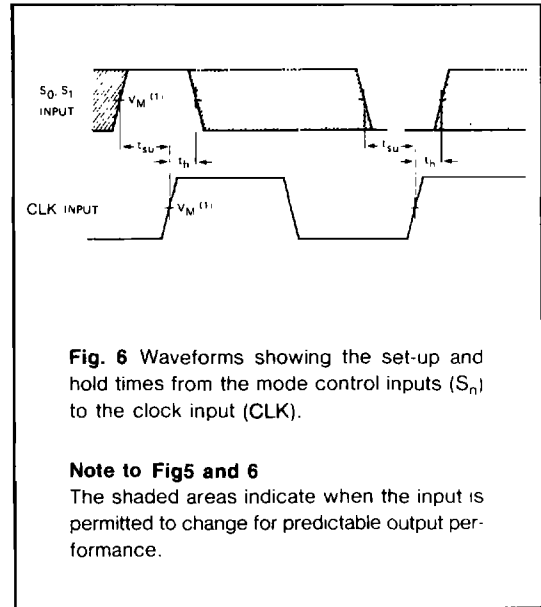 S0, S1
INPUT
VM (1)
tsu
th
tsu
th
CLK INPUT
VM (1)
Fig. 6 Waveforms showing the set-up and
hold times from the mode control inputs (Sn)
to the clock input (CLK).
Note to Fig5 and 6
The shaded areas indicate when the input is
permitted to change for predictable output per-
formance.